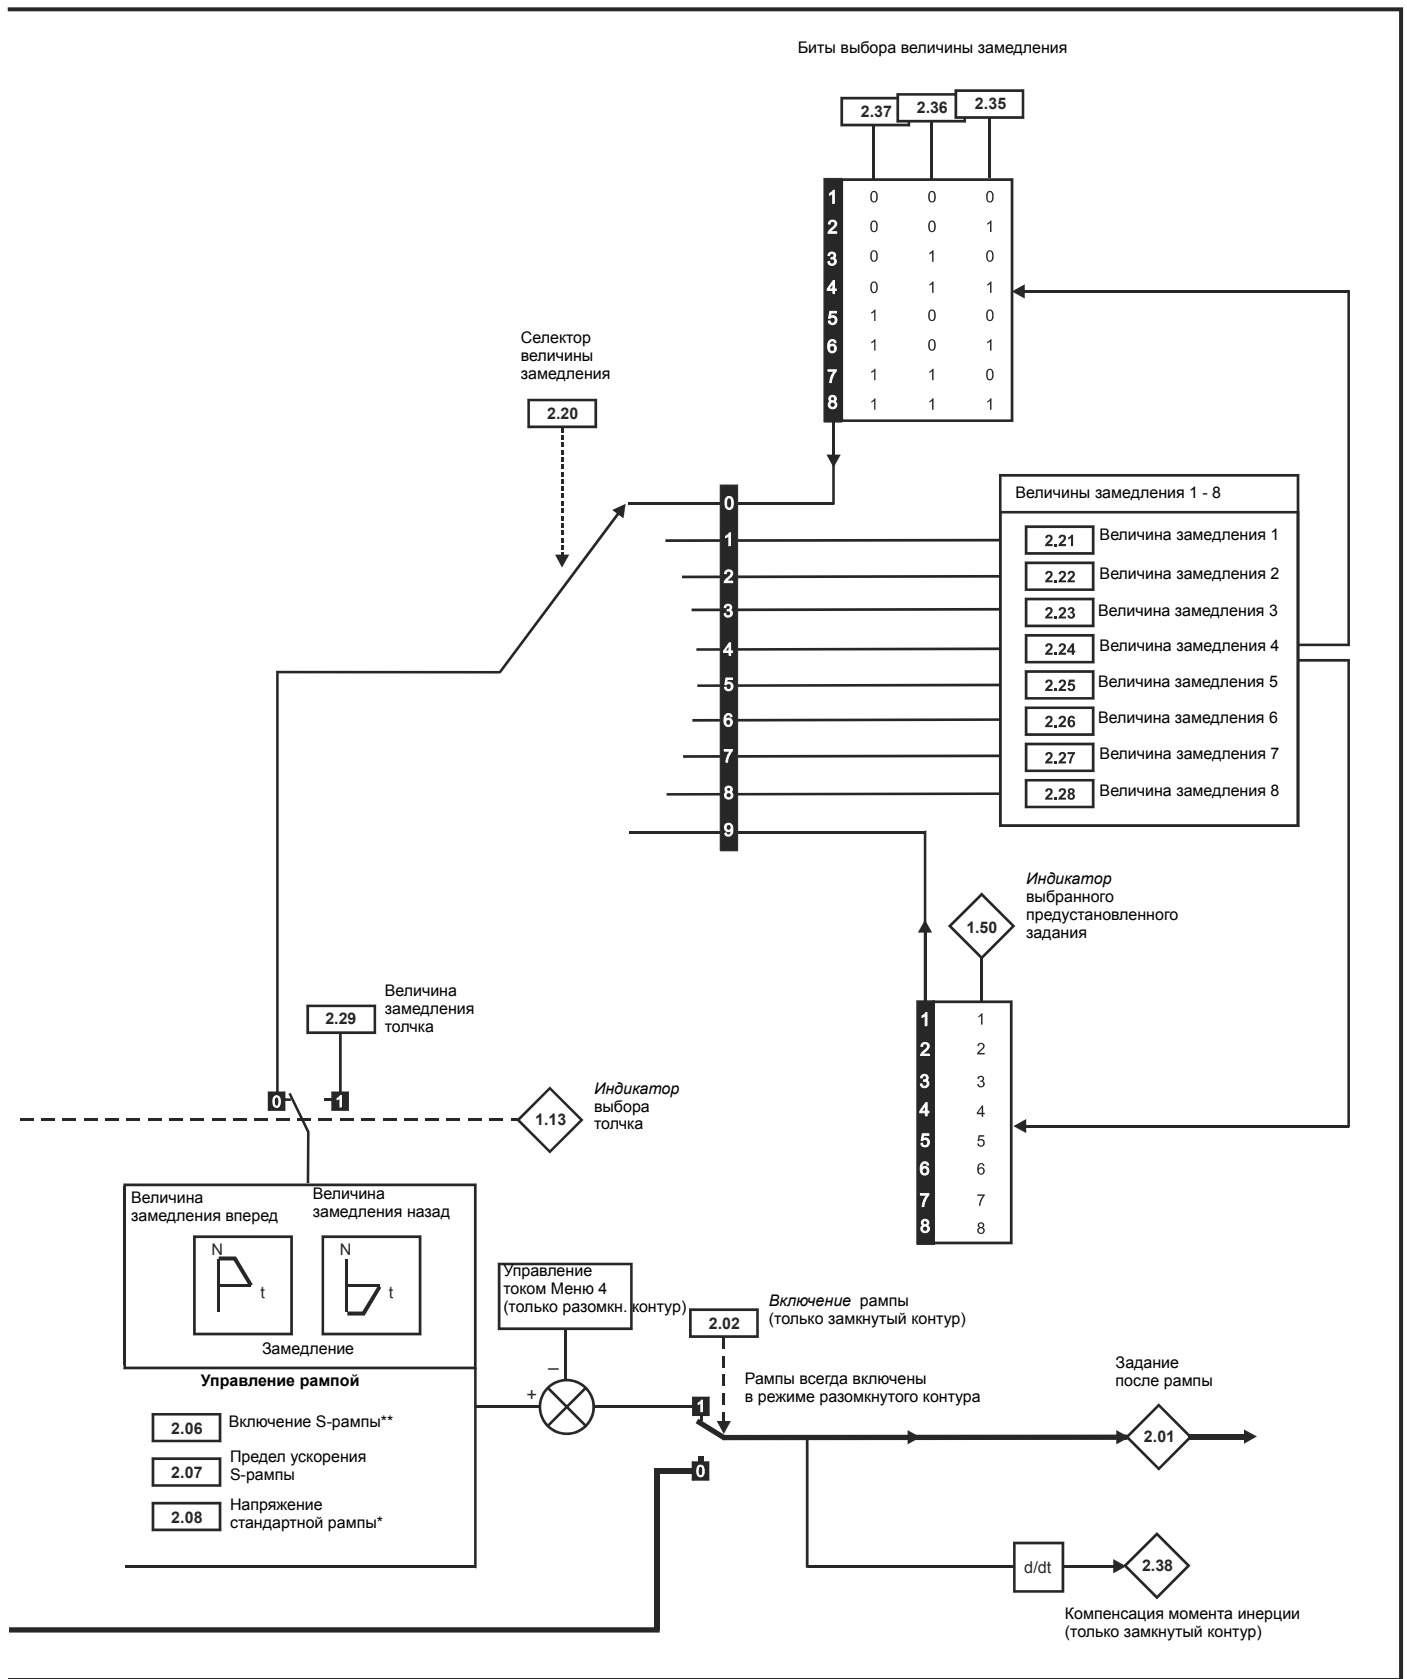 Биты выбора величины замедления
2.37 2.36 2.35
1 0 0 0
2 0 0 1
3 0 1 0
4 0 1 1
5 1 0 0
6 1 0 1
7 1 1 0
8 1 1 1
Селектор
величины
замедления
2.20
0
1
2
3
4
5
6
7
8
9
Величины замедления 1 - 8
2.21 Величина замедления 1
2.22 Величина замедления 2
2.23 Величина замедления 3
2.24 Величина замедления 4
2.25 Величина замедления 5
2.26 Величина замедления 6
2.27 Величина замедления 7
2.28 Величина замедления 8
Индикатор
выбранного
предустановленного
задания
1.50
1 1
2 2
3 3
4 4
5 5
6 6
7 7
8 8
Величина
замедления
толчка
2.29
0 1
1.13
Индикатор
выбора
толчка
Величина
замедления вперед
Величина
замедления назад
N t
N t
Замедление
Управление рампой
2.06 Включение S-рампы**
2.07 Предел ускорения
S-рампы
2.08 Напряжение
стандартной рампы*
Управление
током Меню 4
(только разомкн. контур)
–
+
2.02
Включение рампы
(только замкнутый контур)
Рампы всегда включены
в режиме разомкнутого контура
1
0
Задание
после рампы
2.01
d/dt
2.38
Компенсация момента инерции
(только замкнутый контур)